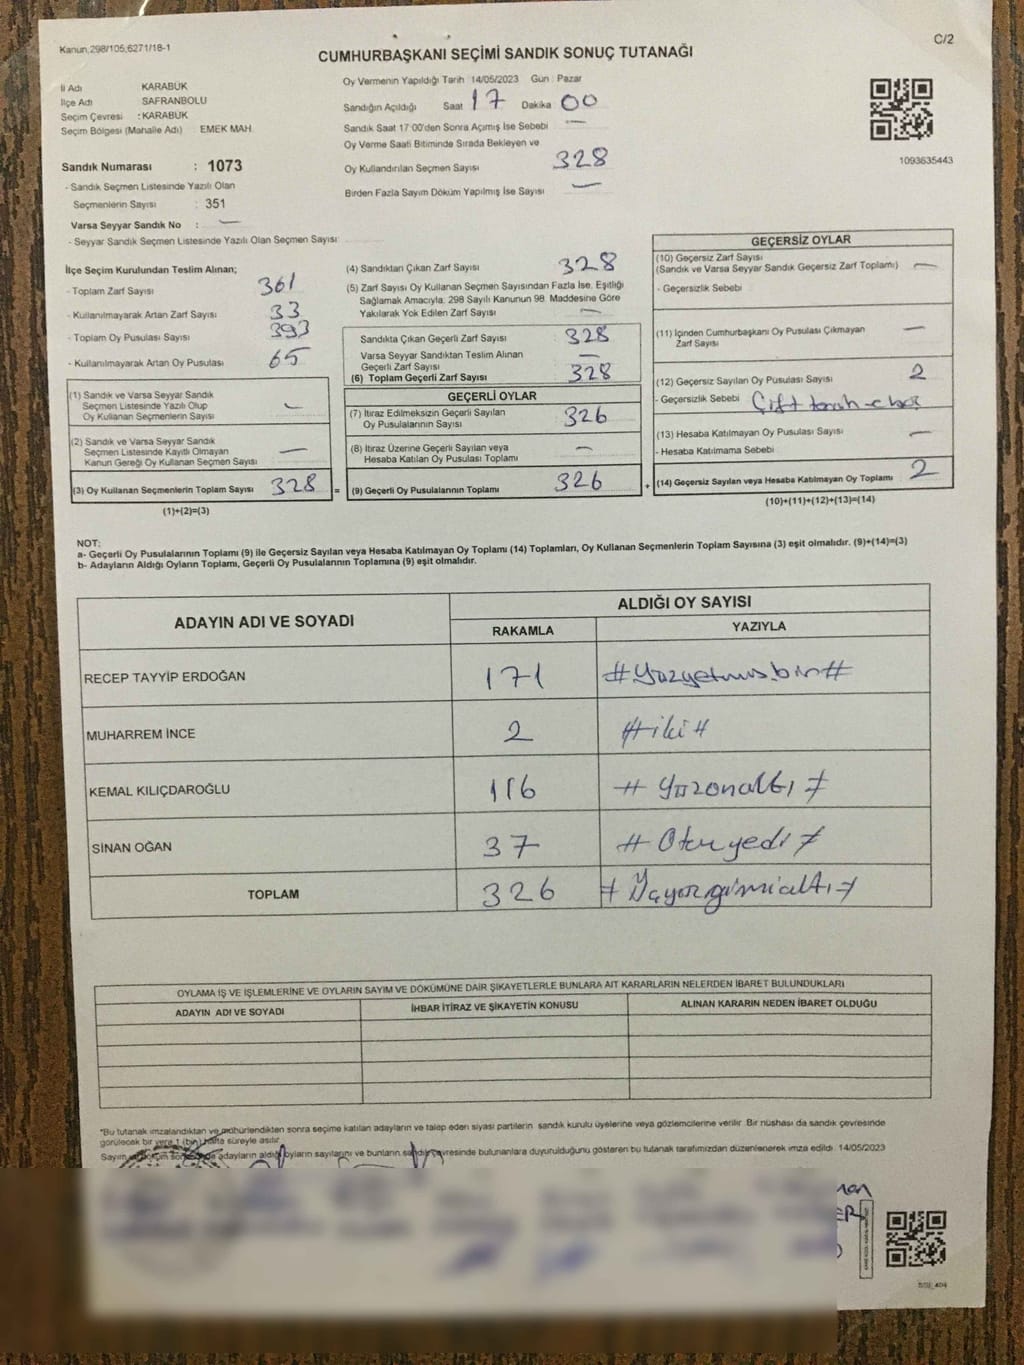 Kanun,298/105,6271/18-1
C/2
CUMHURBAŞKANI SEÇİMİ SANDIK SONUÇ TUTANAĞI
İl Adı KARABÜK
İlçe Adı SAFRANBOLU
Seçim Çevresi : KARABÜK
Seçim Bölgesi (Mahalle Adı) EMEK MAH.
Sandık Numarası : 1073
- Sandık Seçmen Listesinde Yazılı Olan
Seçmenlerin Sayısı : 351
Varsa Seyyar Sandık No : —
- Seyyar Sandık Seçmen Listesinde Yazılı Olan Seçmen Sayısı
Oy Vermenin Yapıldığı Tarih 14/05/2023 Gün : Pazar
Sandığın Açıldığı Saat 17 Dakika 00
Sandık Saat 17:00'den Sonra Açımış İse Sebebi —
Oy Verme Saati Bitiminde Sırada Bekleyen ve
Oy Kullandırılan Seçmen Sayısı 328
Birden Fazla Sayım Döküm Yapılmış İse Sayısı —
1093635443
İlçe Seçim Kurulundan Teslim Alınan;
- Toplam Zarf Sayısı 361
- Kullanılmayarak Artan Zarf Sayısı 33
- Toplam Oy Pusulası Sayısı 393
- Kullanılmayarak Artan Oy Pusulası 65
(1) Sandık ve Varsa Seyyar Sandık
Seçmen Listesinde Yazılı Olup
Oy Kullanan Seçmenlerin Sayısı —
(2) Sandık ve Varsa Seyyar Sandık
Seçmen Listesinde Kayıtlı Olmayan
Kanun Gereği Oy Kullanan Seçmen Sayısı —
(3) Oy Kullanan Seçmenlerin Toplam Sayısı 328 =
(1)+(2)=(3)
(4) Sandıktan Çıkan Zarf Sayısı 328
(5) Zarf Sayısı Oy Kullanan Seçmen Sayısından Fazla İse, Eşitliği
Sağlamak Amacıyla; 298 Sayılı Kanunun 98. Maddesine Göre
Yakılarak Yok Edilen Zarf Sayısı —
Sandıkta Çıkan Geçerli Zarf Sayısı 328
Varsa Seyyar Sandıktan Teslim Alınan
Geçerli Zarf Sayısı —
(6) Toplam Geçerli Zarf Sayısı 328
GEÇERLİ OYLAR
(7) İtiraz Edilmeksizin Geçerli Sayılan
Oy Pusulalarının Sayısı 326
(8) İtiraz Üzerine Geçerli Sayılan veya
Hesaba Katılan Oy Pusulası Toplamı —
(9) Geçerli Oy Pusulalarının Toplamı 326 +
GEÇERSİZ OYLAR
(10) Geçersiz Zarf Sayısı
(Sandık ve Varsa Seyyar Sandık Geçersiz Zarf Toplamı) —
- Geçersizlik Sebebi
(11) İçinden Cumhurbaşkanı Oy Pusulası Çıkmayan
Zarf Sayısı —
(12) Geçersiz Sayılan Oy Pusulası Sayısı 2
- Geçersizlik Sebebi Çift
(13) Hesaba Katılmayan Oy Pusulası Sayısı —
- Hesaba Katılmama Sebebi
(14) Geçersiz Sayılan veya Hesaba Katılmayan Oy Toplamı 2
(10)+(11)+(12)+(13)=(14)
NOT;
a- Geçerli Oy Pusulalarının Toplamı (9) ile Geçersiz Sayılan veya Hesaba Katılmayan Oy Toplamı (14) Toplamları, Oy Kullanan Seçmenlerin Toplam Sayısına (3) eşit olmalıdır. (9)+(14)=(3)
b- Adayların Aldığı Oyların Toplamı, Geçerli Oy Pusulalarının Toplamına (9) eşit olmalıdır.
ADAYIN ADI VE SOYADI ALDIĞI OY SAYISI
RAKAMLA YAZIYLA
RECEP TAYYİP ERDOĞAN 171 #Yüzyetmişbir#
MUHARREM İNCE 2 #iki#
KEMAL KILIÇDAROĞLU 116 #Yüzonaltı#
SİNAN OĞAN 37 #Otuzyedi#
TOPLAM 326 #Üçyüzyirmialtı#
OYLAMA İŞ VE İŞLEMLERİNE VE OYLARIN SAYIM VE DÖKÜMÜNE DAİR ŞİKAYETLERLE BUNLARA AİT KARARLARIN NELERDEN İBARET BULUNDUKLARI
ADAYIN ADI VE SOYADI İHBAR İTİRAZ VE ŞİKAYETİN KONUSU ALINAN KARARIN NEDEN İBARET OLDUĞU
*Bu tutanak imzalandıktan ve mühürlendikten sonra seçime katılan adayların ve talep eden siyasi partilerin sandık kurulu üyelerine veya gözlemcilerine verilir. Bir nüshası da sandık çevresinde
görülecek bir yere 1 (bir) hafta süreyle asılır.
adayların aldığı oyların sayılarını ve bunların sandık çevresinde bulunanlara duyurulduğunu gösteren bu tutanak tarafımızdan düzenlenerek imza edildi. 14/05/2023